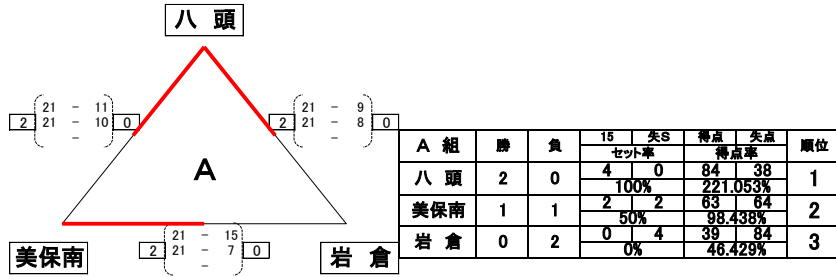 八 頭
21 - 11
2 21 - 10 0
-
21 - 9
2 21 - 8 0
-
A
美保南
21 - 15
2 21 - 7 0
-
岩 倉
A 組 勝 負 15 失S 得点 失点 順位
セット率 得点率
八 頭 2 0 4 0 84 38 1
100% 221.053%
美保南 1 1 2 2 63 64 2
50% 98.438%
岩 倉 0 2 0 4 39 84 3
0% 46.429%